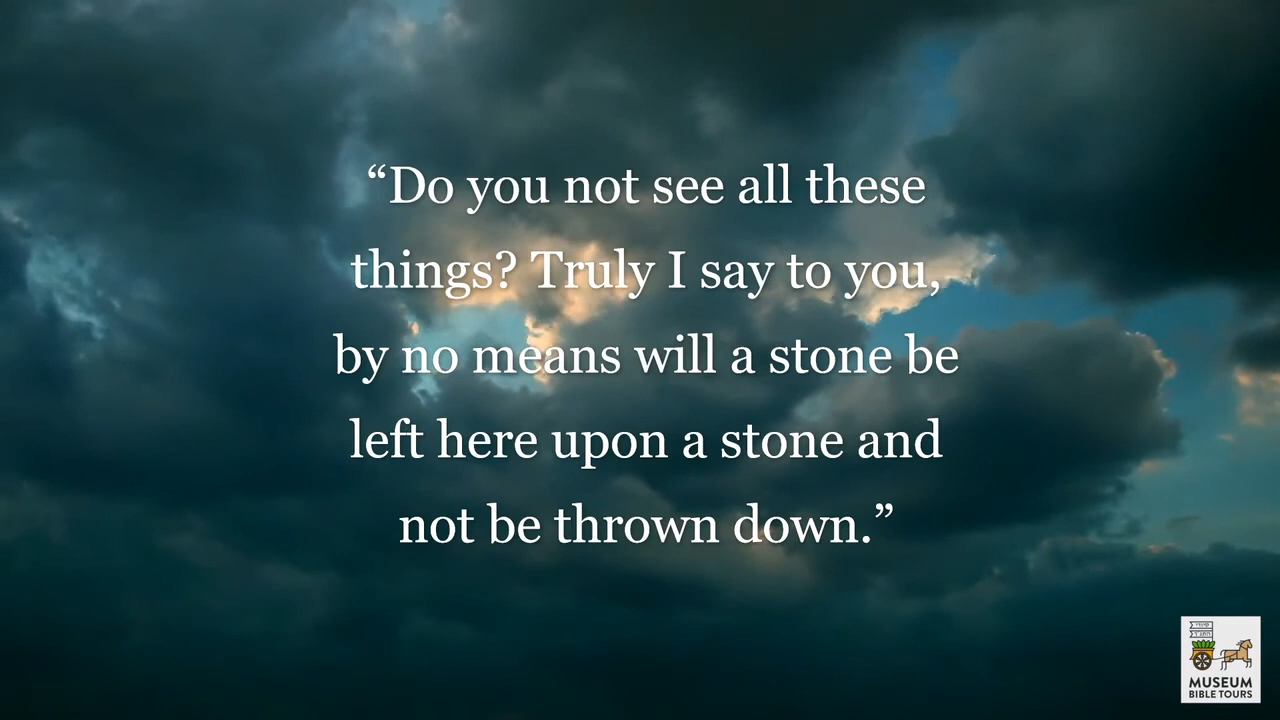 “Do you not see all these
things? Truly I say to you,
by no means will a stone be
left here upon a stone and
not be thrown down.”
MUSEUM
BIBLE TOURS